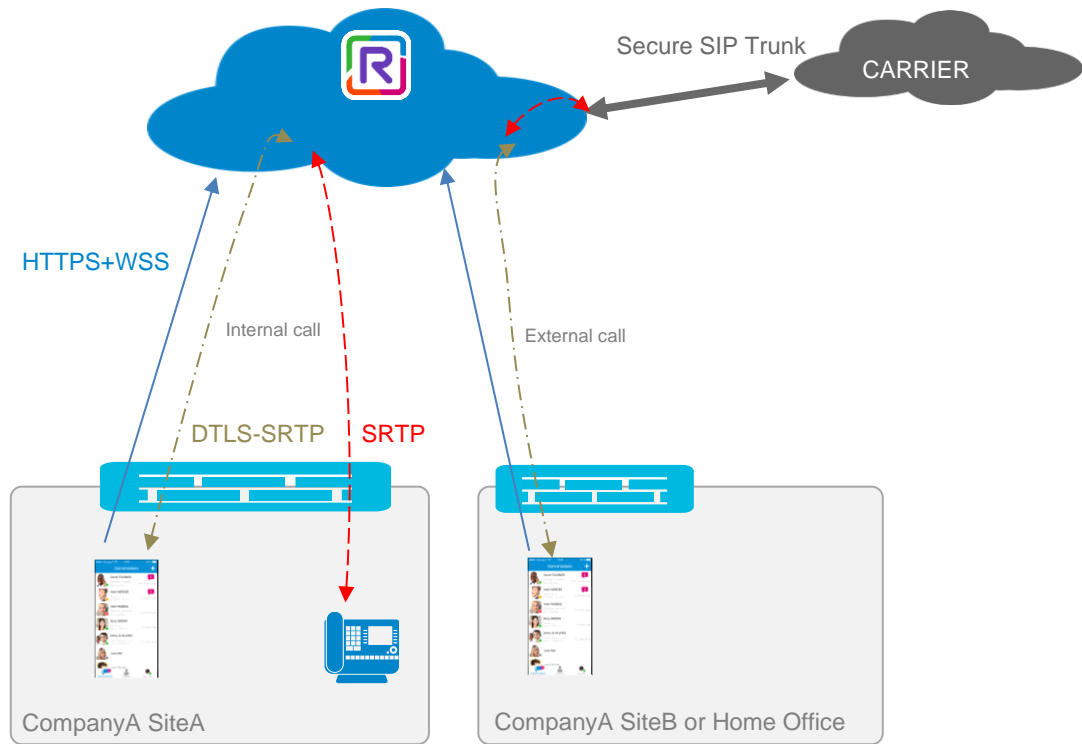 R
Secure SIP Trunk
CARRIER
HTTPS+WSS
Internal call
External call
DTLS-SRTP
SRTP
CompanyA SiteA
CompanyA SiteB or Home Office